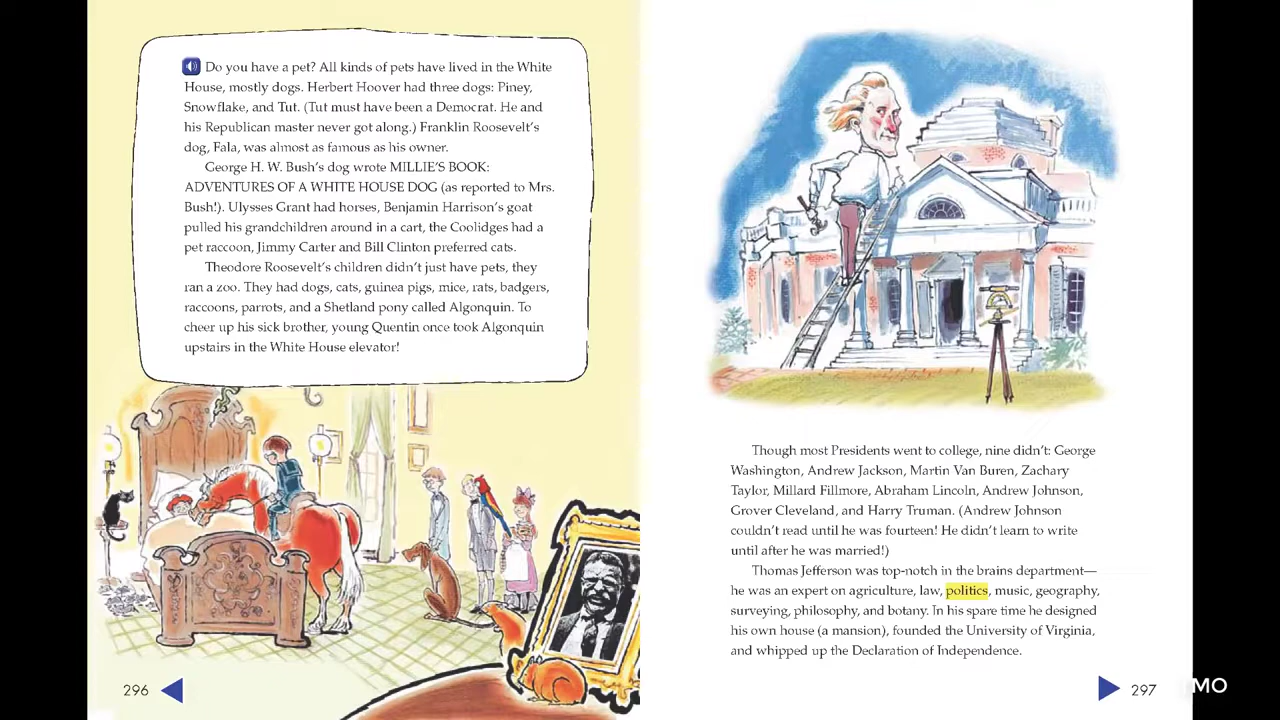 Do you have a pet? All kinds of pets have lived in the White
House, mostly dogs. Herbert Hoover had three dogs: Piney,
Snowflake, and Tut. (Tut must have been a Democrat. He and
his Republican master never got along.) Franklin Roosevelt's
dog, Fala, was almost as famous as his owner.
George H. W. Bush's dog wrote MILLIE'S BOOK:
ADVENTURES OF A WHITE HOUSE DOG (as reported to Mrs.
Bush!). Ulysses Grant had horses, Benjamin Harrison's goat
pulled his grandchildren around in a cart, the Coolidges had a
pet raccoon, Jimmy Carter and Bill Clinton preferred cats.
Theodore Roosevelt's children didn't just have pets, they
ran a zoo. They had dogs, cats, guinea pigs, mice, rats, badgers,
raccoons, parrots, and a Shetland pony called Algonquin. To
cheer up his sick brother, young Quentin once took Algonquin
upstairs in the White House elevator!
296
Though most Presidents went to college, nine didn't: George
Washington, Andrew Jackson, Martin Van Buren, Zachary
Taylor, Millard Fillmore, Abraham Lincoln, Andrew Johnson,
Grover Cleveland, and Harry Truman. (Andrew Johnson
couldn't read until he was fourteen! He didn't learn to write
until after he was married!)
Thomas Jefferson was top-notch in the brains department—
he was an expert on agriculture, law, politics, music, geography,
surveying, philosophy, and botany. In his spare time he designed
his own house (a mansion), founded the University of Virginia,
and whipped up the Declaration of Independence.
297